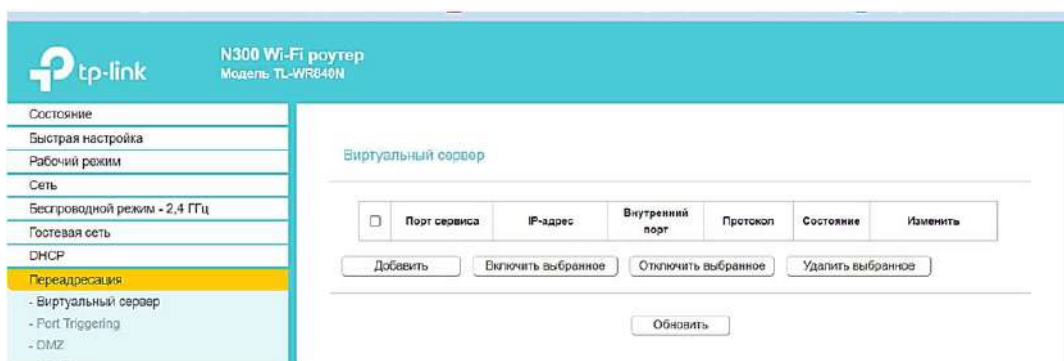 tp-link
N300 Wi-Fi роутер
Модель TL-WR840N
Состояние
Быстрая настройка
Рабочий режим
Сеть
Беспроводной режим - 2,4 ГГц
Гостевая сеть
DHCP
Переадресация
- Виртуальный сервер
- Port Triggering
- DMZ
Виртуальный сервер
Порт сервиса IP-адрес Внутренний порт Протокол Состояние Изменить
Добавить Включить выбранное Отключить выбранное Удалить выбранное
Обновить